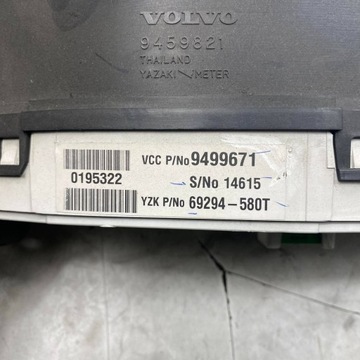 VOLVO
9459821
THAILAND
YAZAKI METER
VCC P/No 9499671
0195322
S/No 14615
YZK P/No 69294-580T